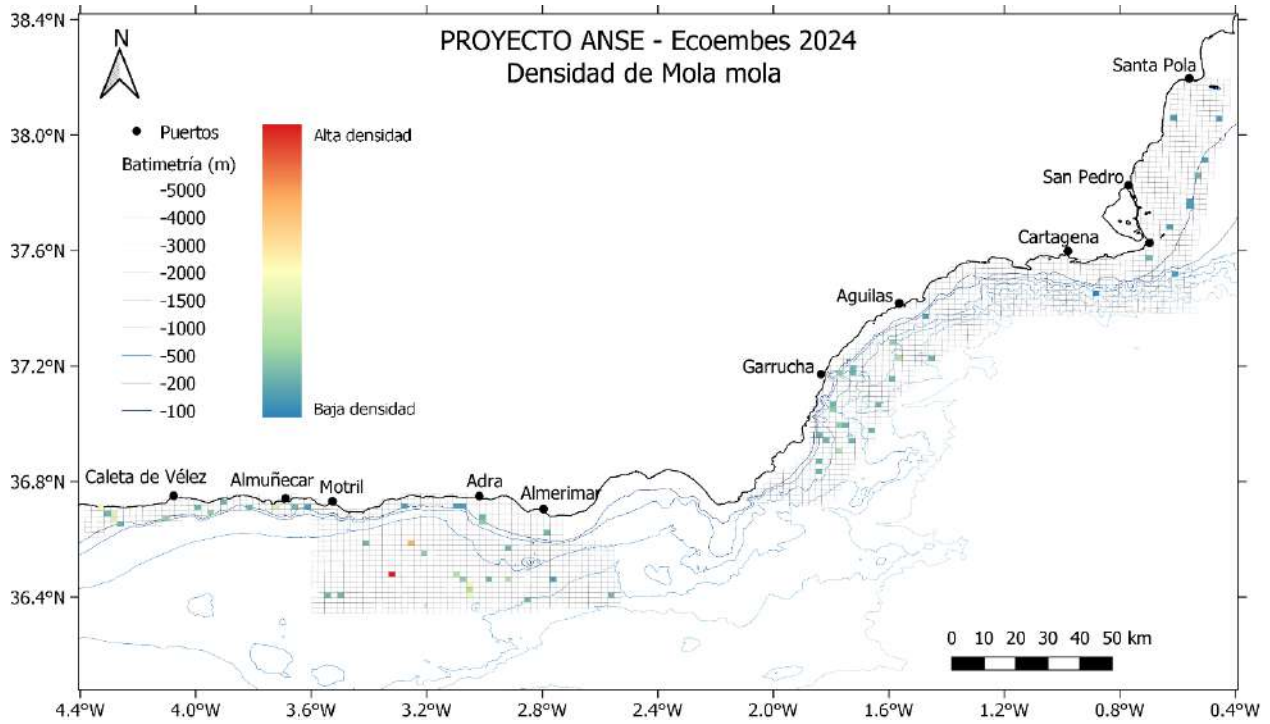 PROYECTO ANSE - Ecoembes 2024
Densidad de Mola mola
N
Puertos
Batimetría (m)
-5000
-4000
-3000
-2000
-1500
-1000
-500
-200
-100
Alta densidad
Baja densidad
Santa Pola
San Pedro
Cartagena
Aguilas
Garrucha
Caleta de Vélez
Almuñecar
Motril
Adra
Almerimar
0 10 20 30 40 50 km
38.4°N
38.0°N
37.6°N
37.2°N
36.8°N
36.4°N
4.4°W 4.0°W 3.6°W 3.2°W 2.8°W 2.4°W 2.0°W 1.6°W 1.2°W 0.8°W 0.4°W